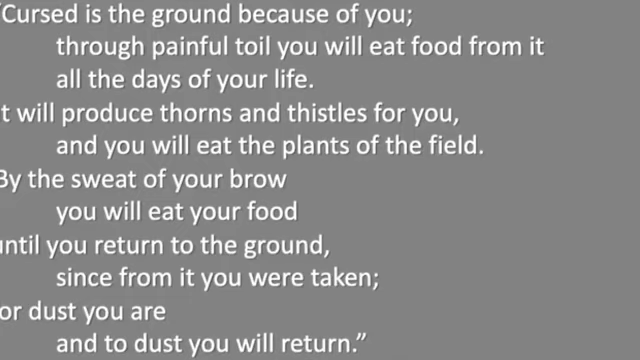 “Cursed is the ground because of you;
through painful toil you will eat food from it
all the days of your life.
t will produce thorns and thistles for you,
and you will eat the plants of the field.
By the sweat of your brow
you will eat your food
until you return to the ground,
since from it you were taken;
or dust you are
and to dust you will return.”